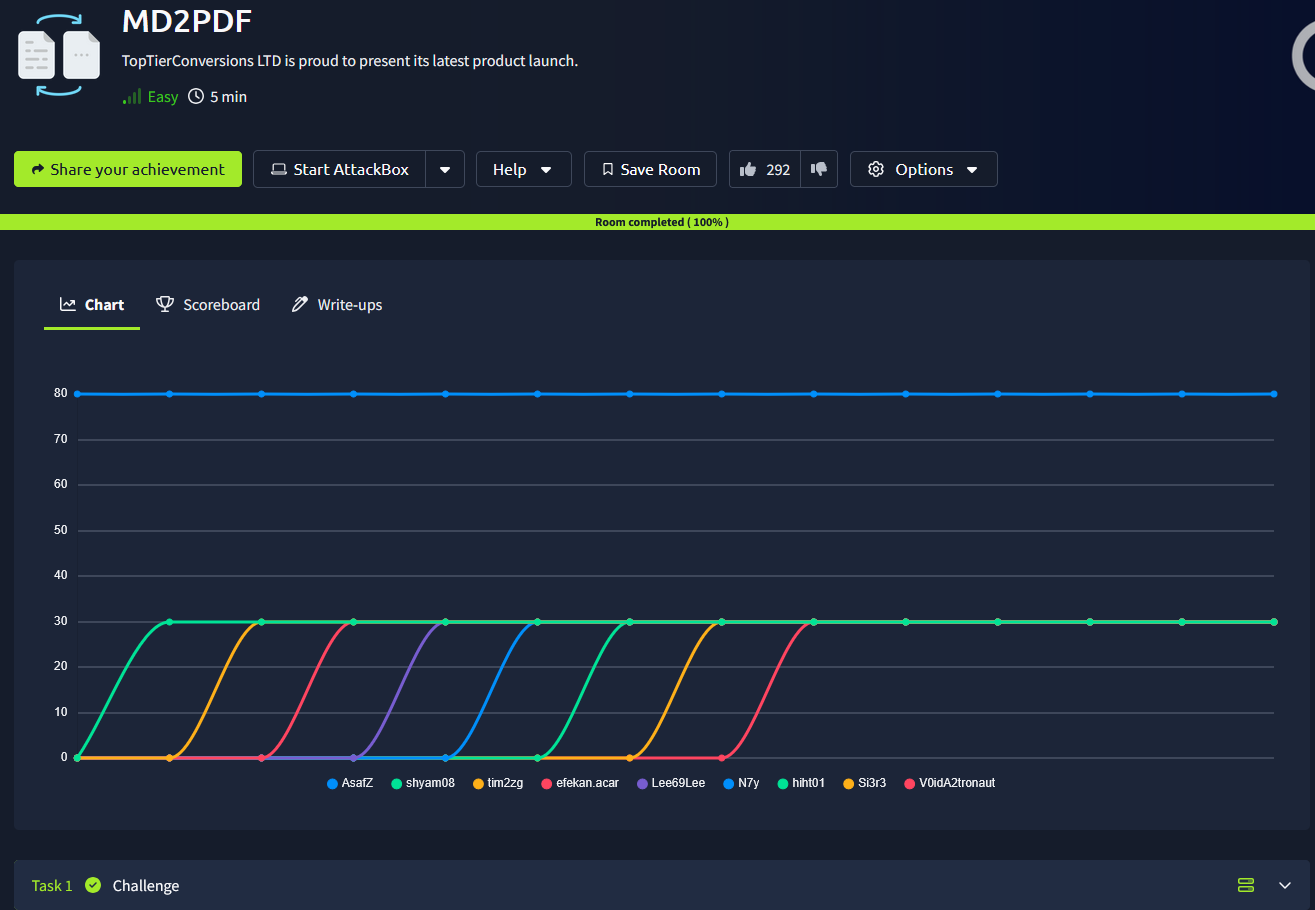 MD2PDF
TopTierConversions LTD is proud to present its latest product launch.
Easy 5 min
Share your achievement Start AttackBox Help Save Room 292 Options
Room completed ( 100% )
Chart Scoreboard Write-ups
80
70
60
50
40
30
20
10
0
AsafZ shyam08 tim2zg efekan.acar Lee69Lee N7y hiht01 Si3r3 V0idA2tronaut
Task 1 Challenge